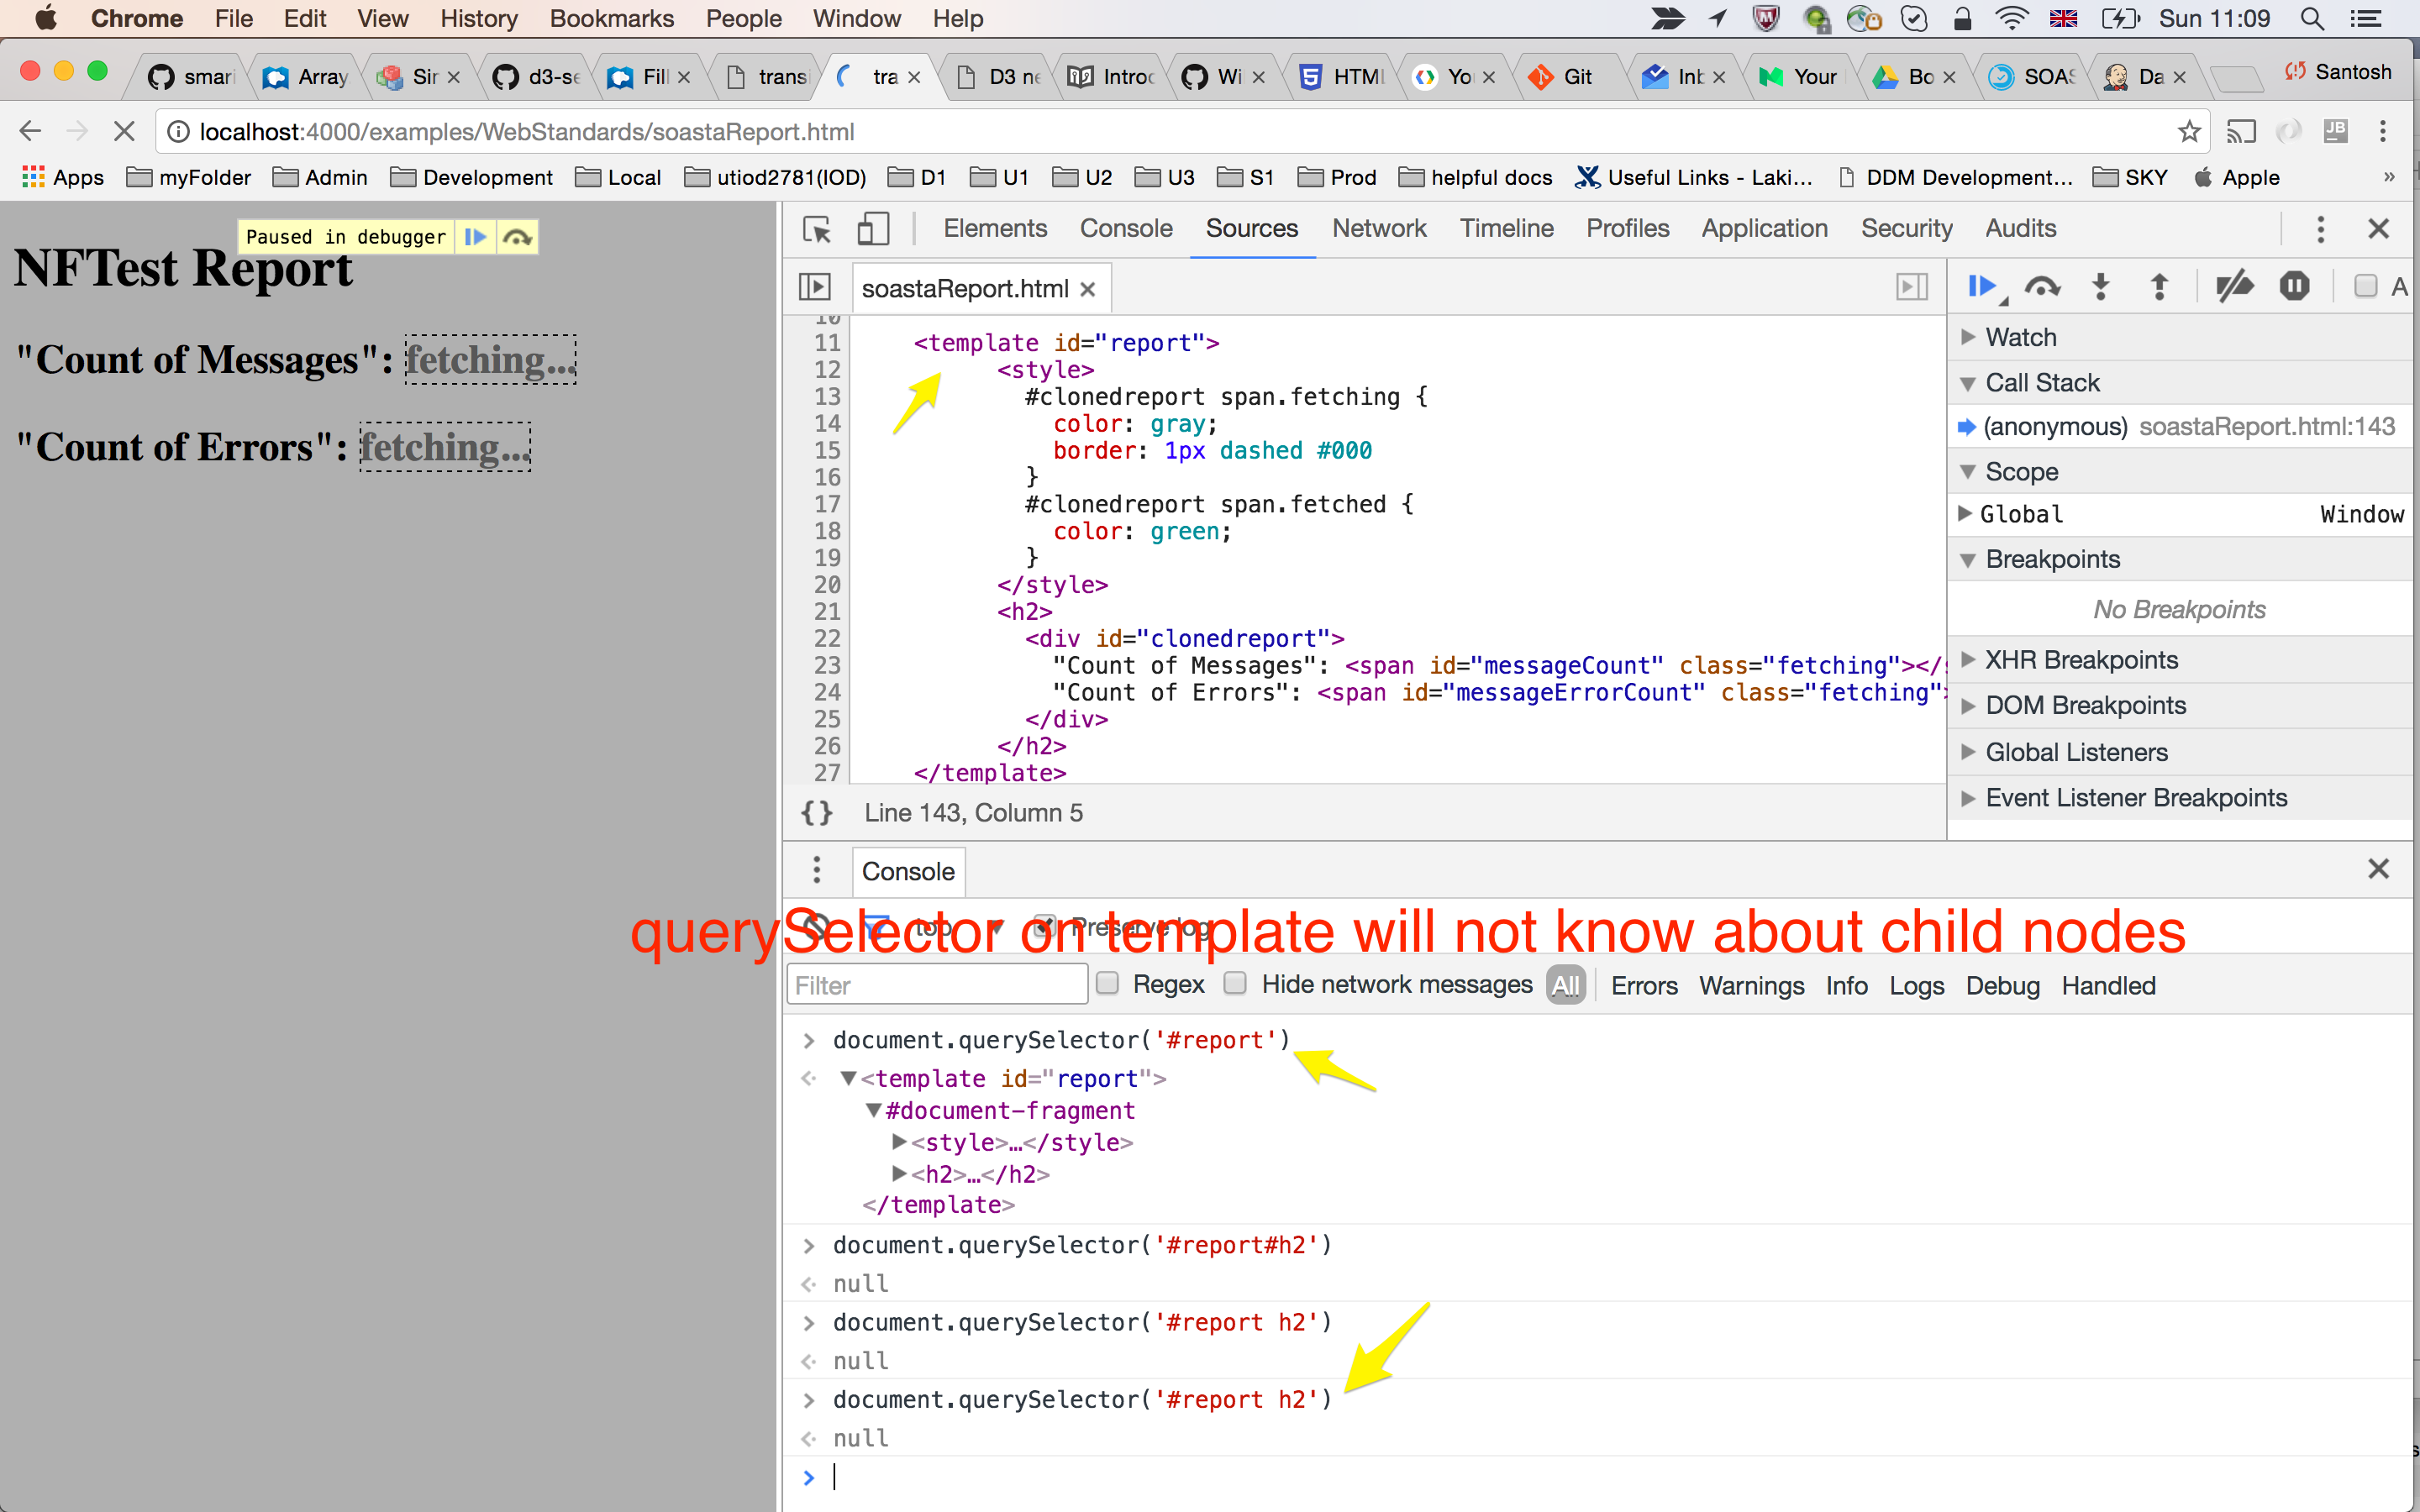 Chrome File Edit View History Bookmarks People Window Help Sun 11:09
smari Array Sir d3-se Fill transi tra D3 ne Introd Wi HTML Yo Git Inb Your Bo SOAS Da Santosh
localhost:4000/examples/WebStandards/soastaReport.html
Apps myFolder Admin Development Local utiod2781(IOD) D1 U1 U2 U3 S1 Prod helpful docs Useful Links - Laki... DDM Development... SKY Apple »
Paused in debugger
NFTest Report
"Count of Messages": fetching...
"Count of Errors": fetching...
Elements Console Sources Network Timeline Profiles Application Security Audits
soastaReport.html
A
10
11 <template id="report">
12 <style>
13 #clonedreport span.fetching {
14 color: gray;
15 border: 1px dashed #000
16 }
17 #clonedreport span.fetched {
18 color: green;
19 }
20 </style>
21 <h2>
22 <div id="clonedreport">
23 "Count of Messages": <span id="messageCount" class="fetching"></s
24 "Count of Errors": <span id="messageErrorCount" class="fetching">
25 </div>
26 </h2>
27 </template>
{} Line 143, Column 5
Watch
Call Stack
(anonymous) soastaReport.html:143
Scope
Global Window
Breakpoints
No Breakpoints
XHR Breakpoints
DOM Breakpoints
Global Listeners
Event Listener Breakpoints
Console
top Preserve log
querySelector on template will not know about child nodes
Filter Regex Hide network messages All Errors Warnings Info Logs Debug Handled
document.querySelector('#report')
<template id="report">
#document-fragment
<style>…</style>
<h2>…</h2>
</template>
document.querySelector('#report#h2')
null
document.querySelector('#report h2')
null
document.querySelector('#report h2')
null